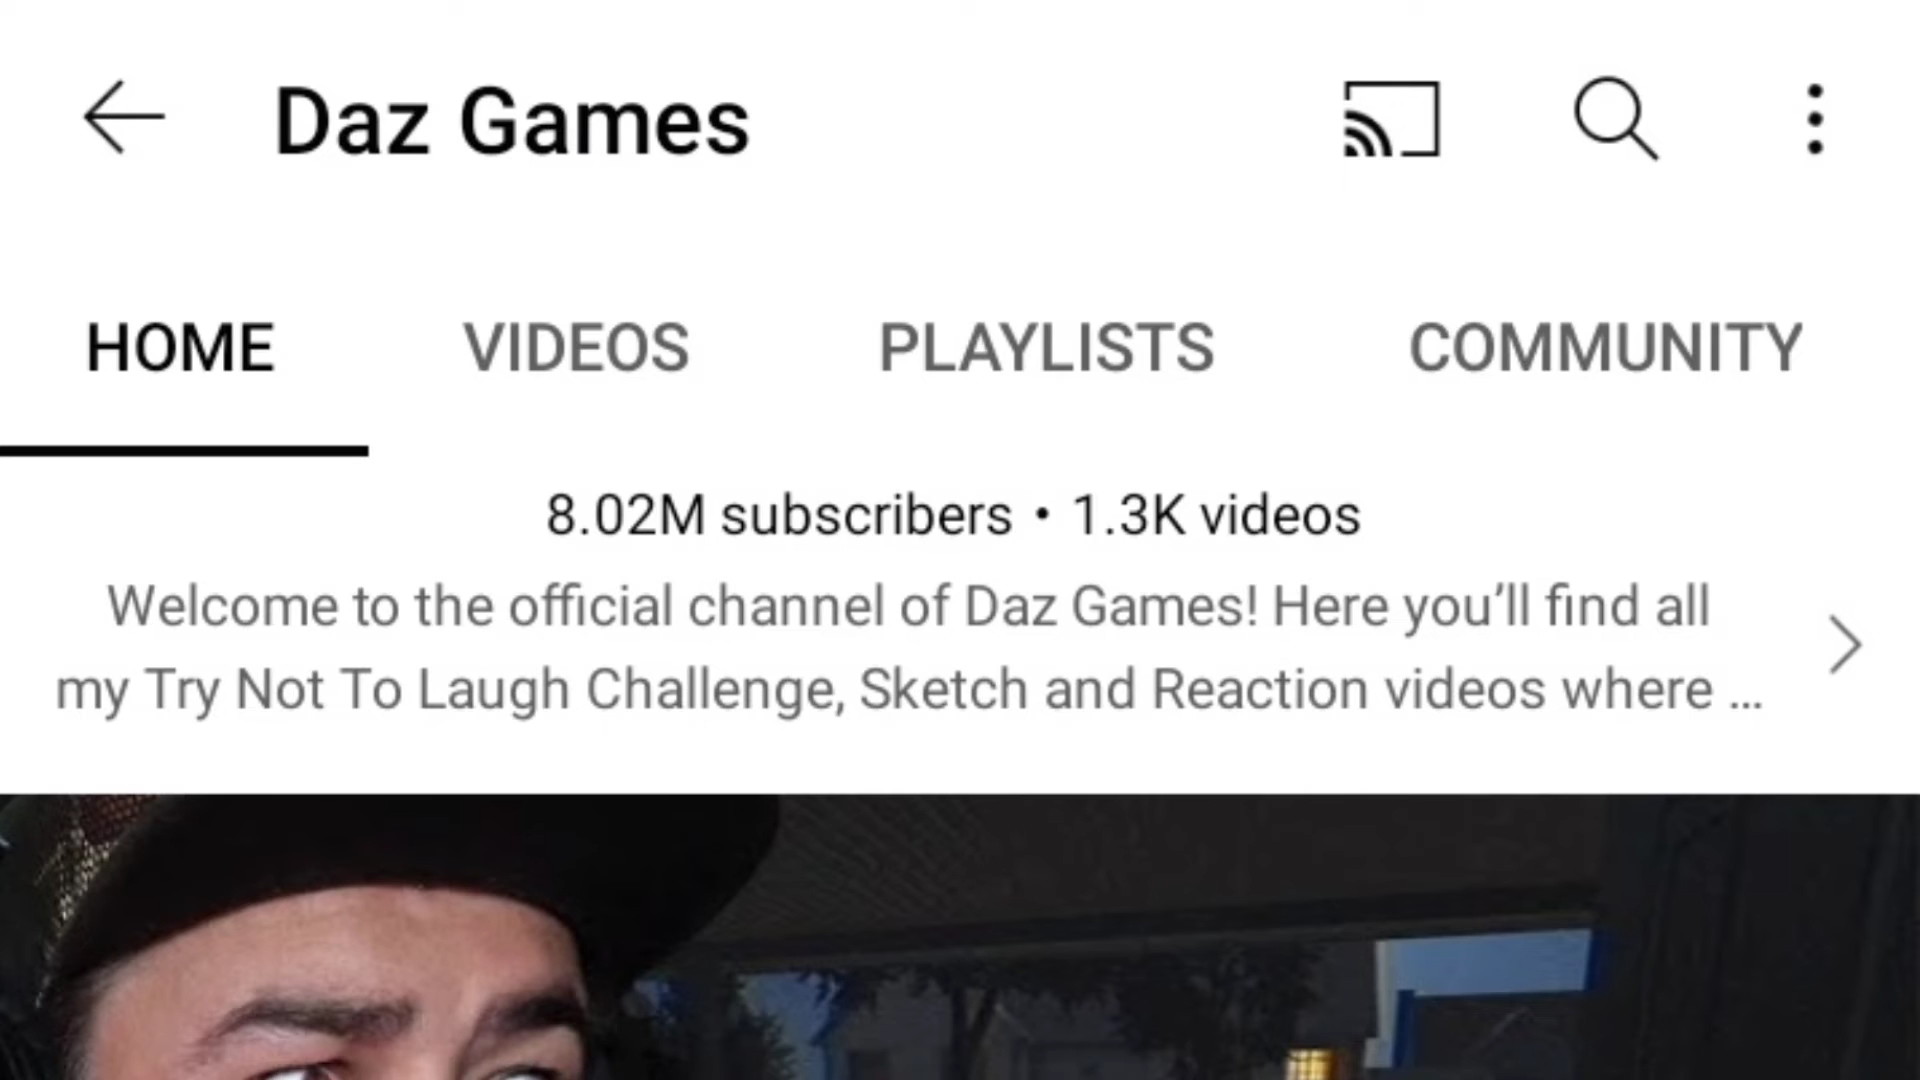 Daz Games
HOME VIDEOS PLAYLISTS COMMUNITY
8.02M subscribers • 1.3K videos
Welcome to the official channel of Daz Games! Here you’ll find all
my Try Not To Laugh Challenge, Sketch and Reaction videos where ...